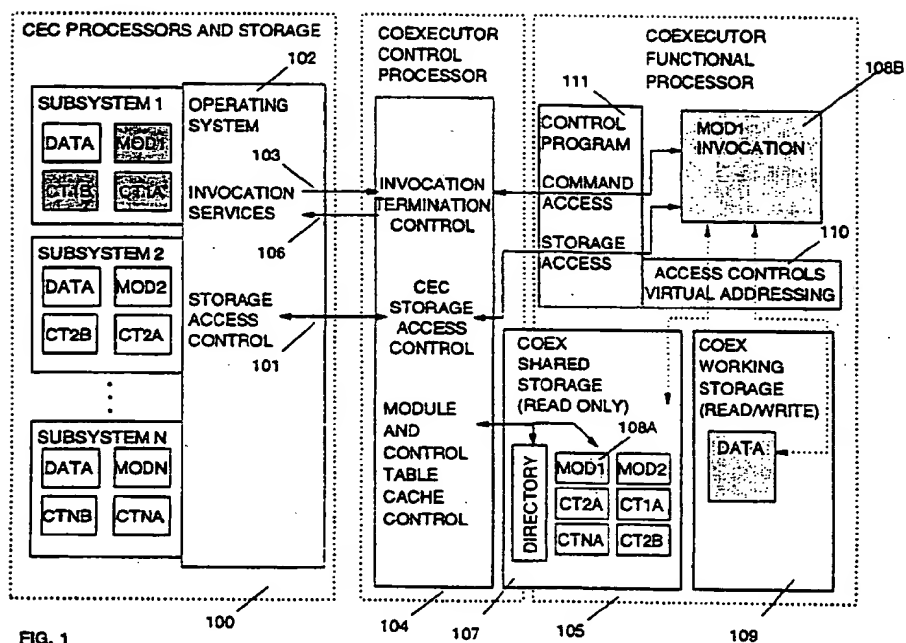 CEC PROCESSORS AND STORAGE
102
SUBSYSTEM 1
DATA
MOD1
CT1B
CT1A
OPERATING
SYSTEM
103
INVOCATION
SERVICES
106
SUBSYSTEM 2
DATA
MOD2
CT2B
CT2A
STORAGE
ACCESS
CONTROL
101
SUBSYSTEM N
DATA
MODN
CTNB
CTNA
100
COEXECUTOR
CONTROL
PROCESSOR
INVOCATION
TERMINATION
CONTROL
CEC
STORAGE
ACCESS
CONTROL
MODULE
AND
CONTROL
TABLE
CACHE
CONTROL
104
COEXECUTOR
FUNCTIONAL
PROCESSOR
108B
111
CONTROL
PROGRAM
COMMAND
ACCESS
STORAGE
ACCESS
MOD1
INVOCATION
110
ACCESS CONTROLS
VIRTUAL ADDRESSING
COEX
SHARED
STORAGE
(READ ONLY)
108A
DIRECTORY
MOD1
MOD2
CT2A
CT1A
CTNA
CT2B
107
105
COEX
WORKING
STORAGE
(READ/WRITE)
DATA
109
FIG. 1